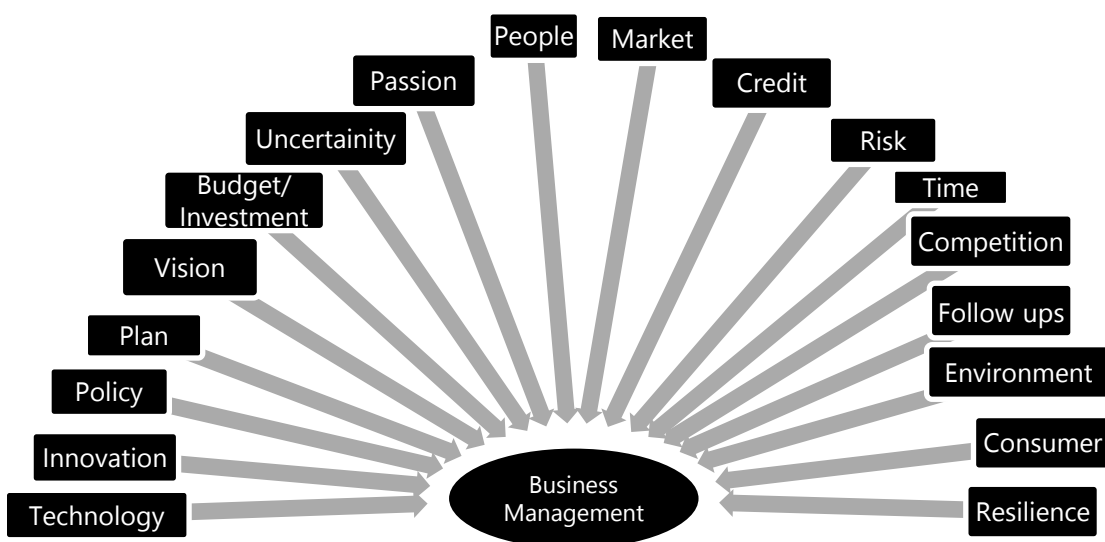 People
Market
Passion
Credit
Uncertainity
Risk
Budget/
Investment
Time
Competition
Vision
Follow ups
Plan
Environment
Policy
Consumer
Innovation
Business
Management
Technology
Resilience